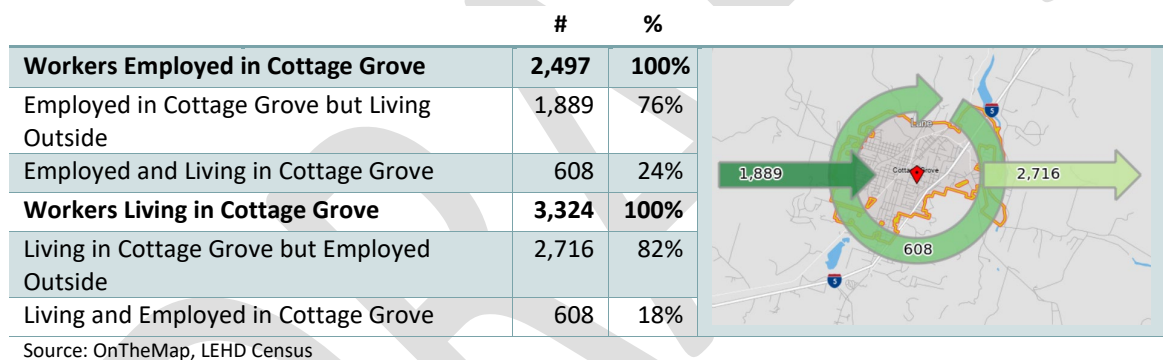 # %
Workers Employed in Cottage Grove 2,497 100%
Employed in Cottage Grove but Living 1,889 76%
Outside
Employed and Living in Cottage Grove 608 24%
Workers Living in Cottage Grove 3,324 100%
Living in Cottage Grove but Employed 2,716 82%
Outside
Living and Employed in Cottage Grove 608 18%
Source: OnTheMap, LEHD Census
5
Lane
1,889
2,716
608
5